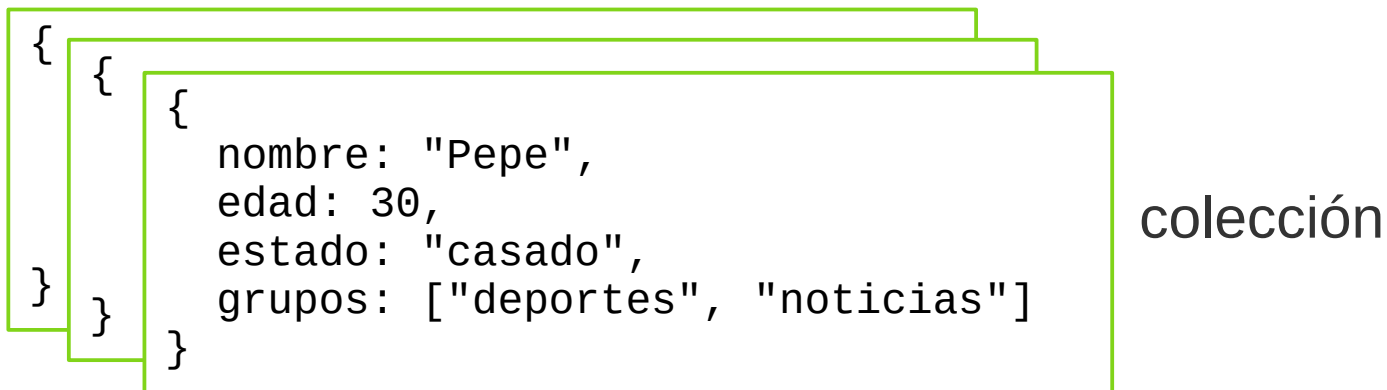 {
{
{
nombre: "Pepe",
edad: 30,
estado: "casado",
grupos: ["deportes", "noticias"]
}
}
}
colección